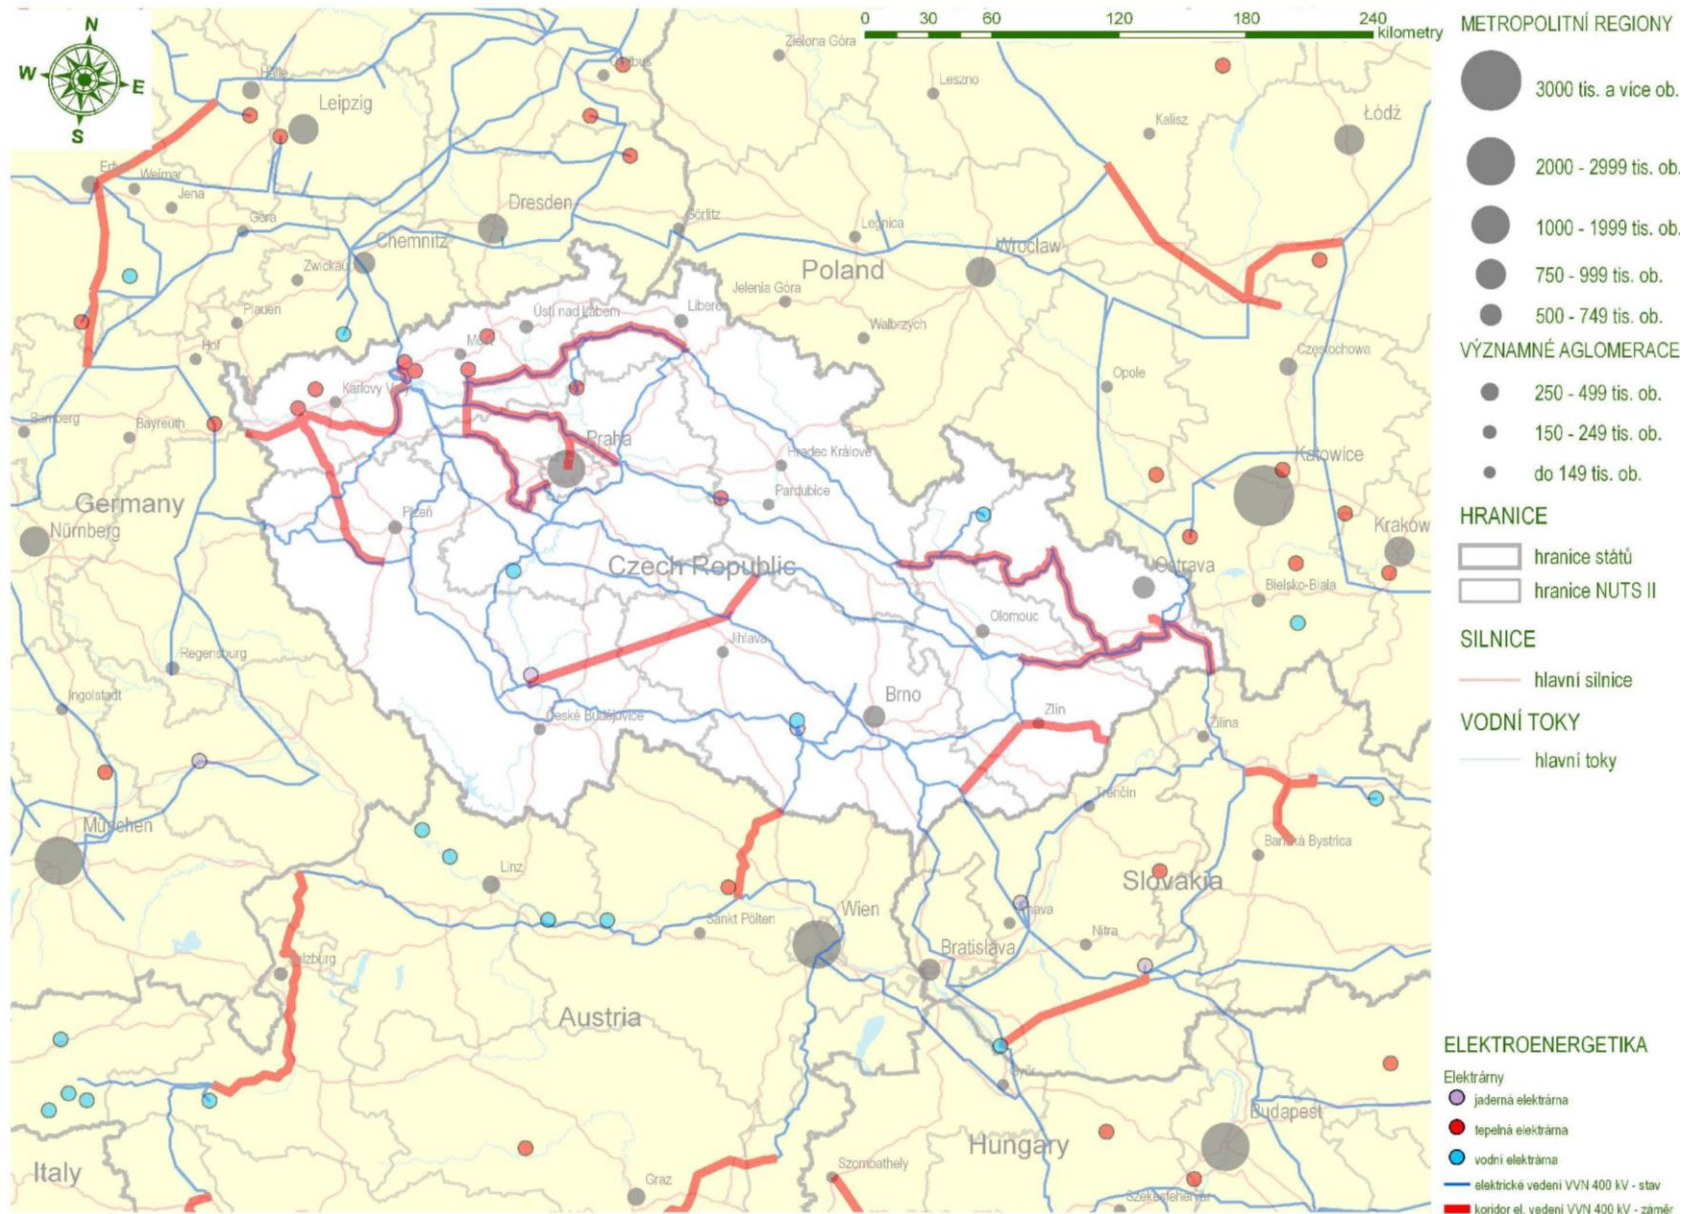 N
W
E
S
0 30 60 120 180 240
kilometry
METROPOLITNÍ REGIONY
3000 tis. a více ob.
2000 - 2999 tis. ob.
1000 - 1999 tis. ob.
750 - 999 tis. ob.
500 - 749 tis. ob.
VÝZNAMNÉ AGLOMERACE
250 - 499 tis. ob.
150 - 249 tis. ob.
do 149 tis. ob.
HRANICE
hranice států
hranice NUTS II
SILNICE
hlavní silnice
VODNÍ TOKY
hlavní toky
ELEKTROENERGETIKA
Elektrárny
jaderná elektrárna
tepelná elektrárna
vodní elektrárna
elektrické vedení VVN 400 kV - stav
koridor el. vedení VVN 400 kV - záměr
Zielona Góra
Leszno
Leipzig
Kalisz
Łódź
Weimar
Jena
Gera
Dresden
Görlitz
Legnica
Wrocław
Chemnitz
Zwickau
Poland
Jelenia Góra
Plauen
Ústí nad Labem
Liberec
Walbrzych
Hof
Częstochowa
Opole
Bamberg
Bayreuth
Praha
Hradec Králové
Katowice
Germany
Pardubice
Nürnberg
Plzeň
Kraków
Czech Republic
Ostrava
Bielsko-Biala
Olomouc
Jihlava
Regensburg
Ingolstadt
Brno
Zlín
České Budějovice
Žilina
München
Trenčín
Banská Bystrica
Linz
Slovakia
Sankt Pölten
Wien
Nitra
Bratislava
Austria
Győr
Budapest
Hungary
Italy
Szombathely
Graz